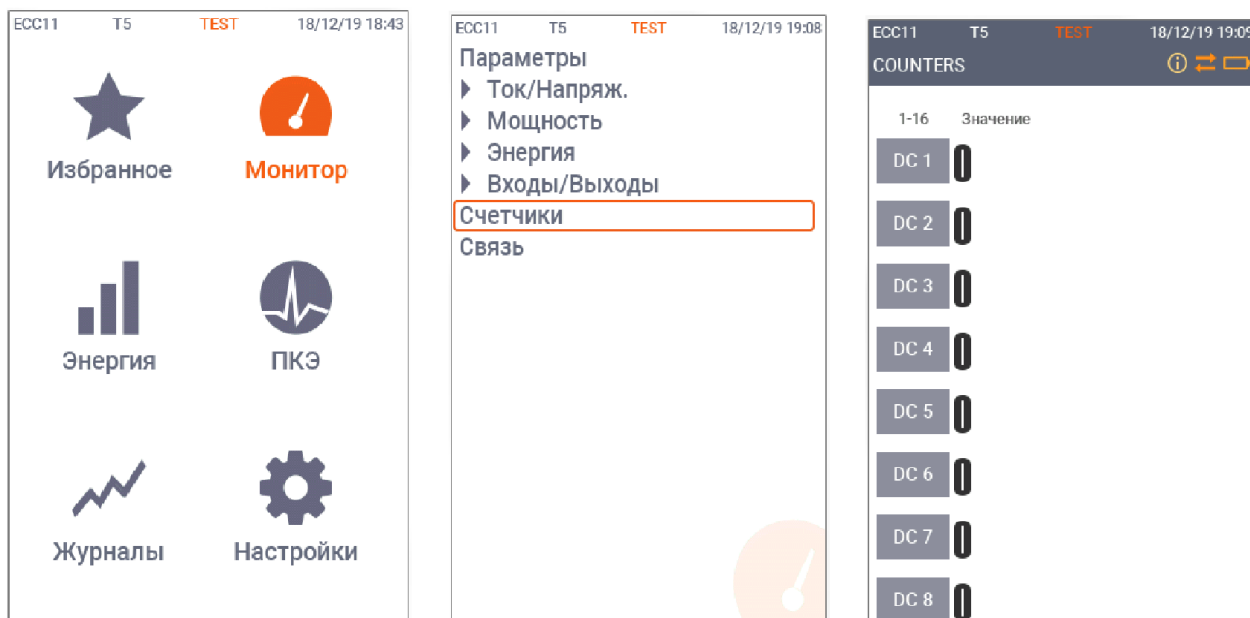 ECC11 T5 TEST 18/12/19 18:43
Избранное Монитор
Энергия ПКЭ
Журналы Настройки
ECC11 T5 TEST 18/12/19 19:08
Параметры
Ток/Напряж.
Мощность
Энергия
Входы/Выходы
Счетчики
Связь
ECC11 T5 TEST 18/12/19 19:09
COUNTERS
1-16 Значение
DC 1 0
DC 2 0
DC 3 0
DC 4 0
DC 5 0
DC 6 0
DC 7 0
DC 8 0